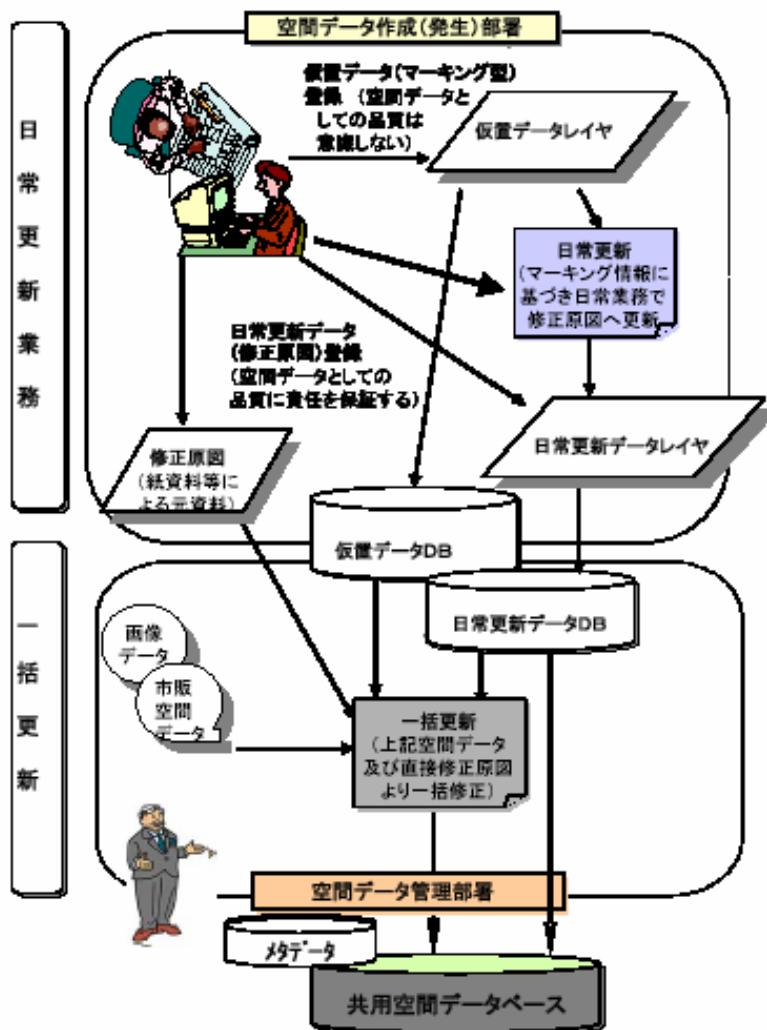 空間データ作成(発生)部署
日常更新業務
仮置データ(マーキング型)
登録 (空間データと
しての品質は
意識しない)
仮置データレイヤ
日常更新
(マーキング情報に
基づき日常業務で
修正原図へ更新
日常更新データ
(修正原図)登録
(空間データとしての
品質に責任を保証する)
修正原図
(紙資料等に
よる元資料)
日常更新データレイヤ
仮置データDB
日常更新データDB
一括更新
画像
データ
市販
空間
データ
一括更新
(上記空間データ
及び直接修正原図
より一括修正)
空間データ管理部署
メタデータ
共用空間データベース